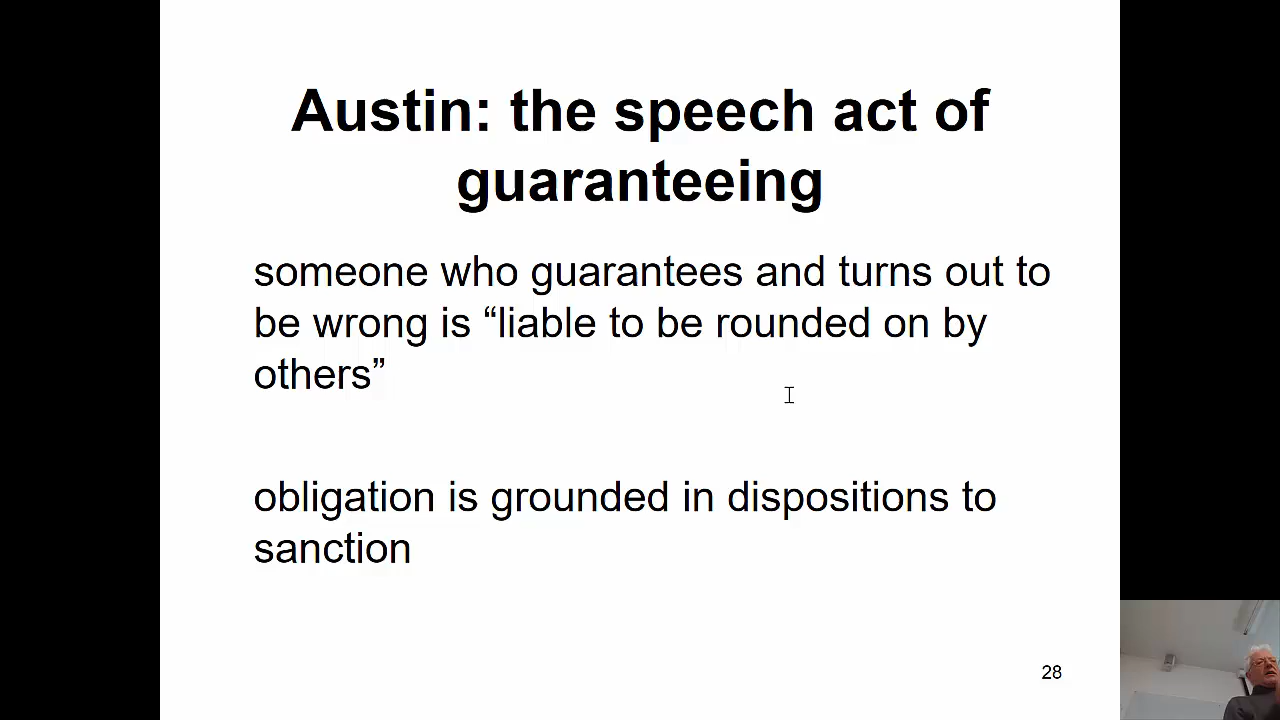 Austin: the speech act of
guaranteeing
someone who guarantees and turns out to
be wrong is “liable to be rounded on by
others”
obligation is grounded in dispositions to
sanction
28